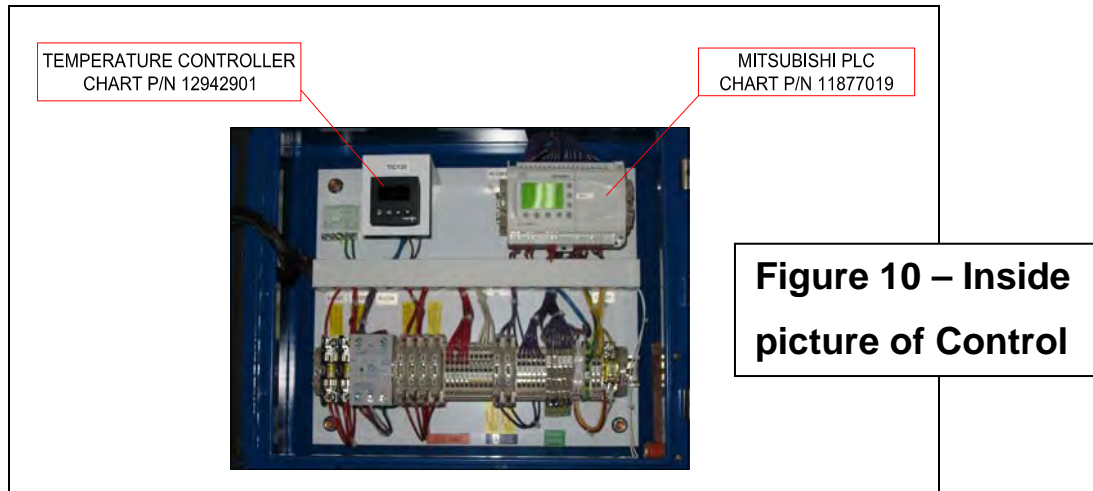 TEMPERATURE CONTROLLER
CHART P/N 12942901
MITSUBISHI PLC
CHART P/N 11877019
Figure 10 – Inside
picture of Control